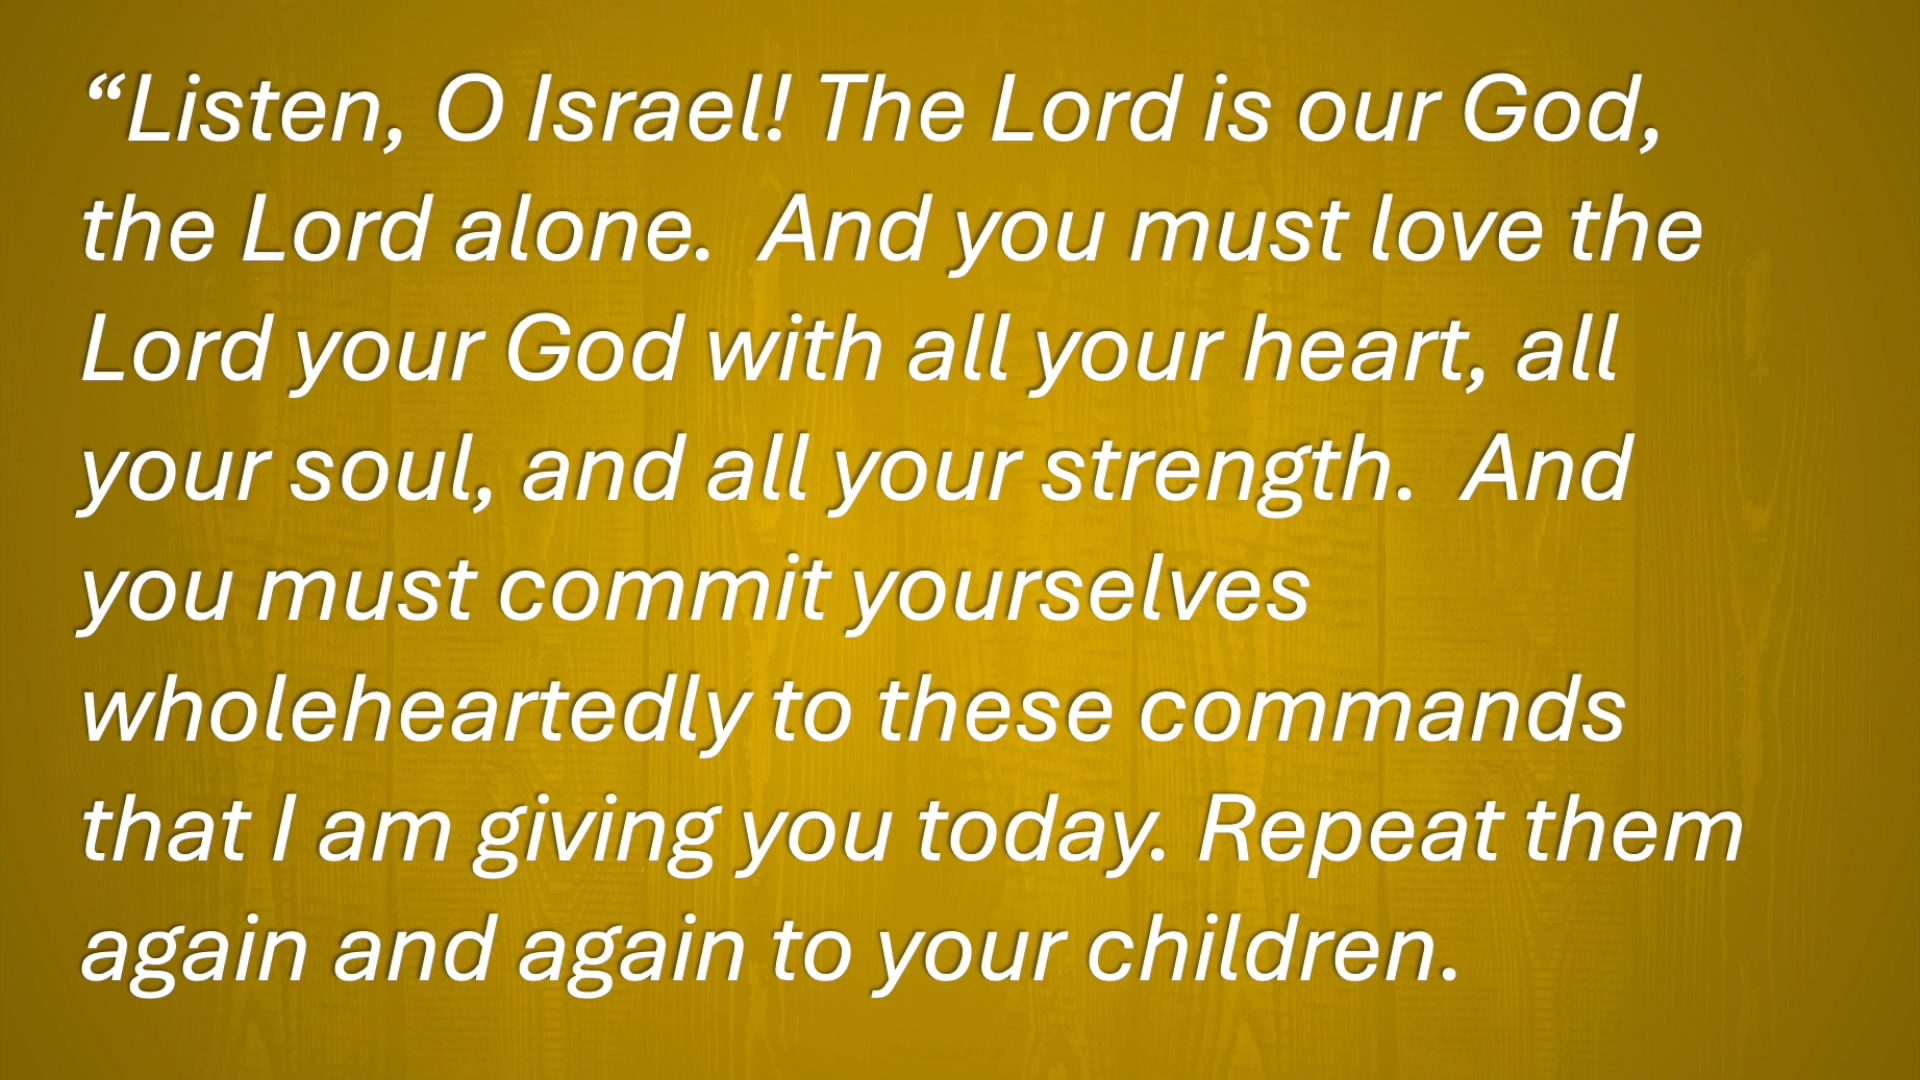 “Listen, O Israel! The Lord is our God,
the Lord alone.  And you must love the
Lord your God with all your heart, all
your soul, and all your strength.  And
you must commit yourselves
wholeheartedly to these commands
that I am giving you today. Repeat them
again and again to your children.